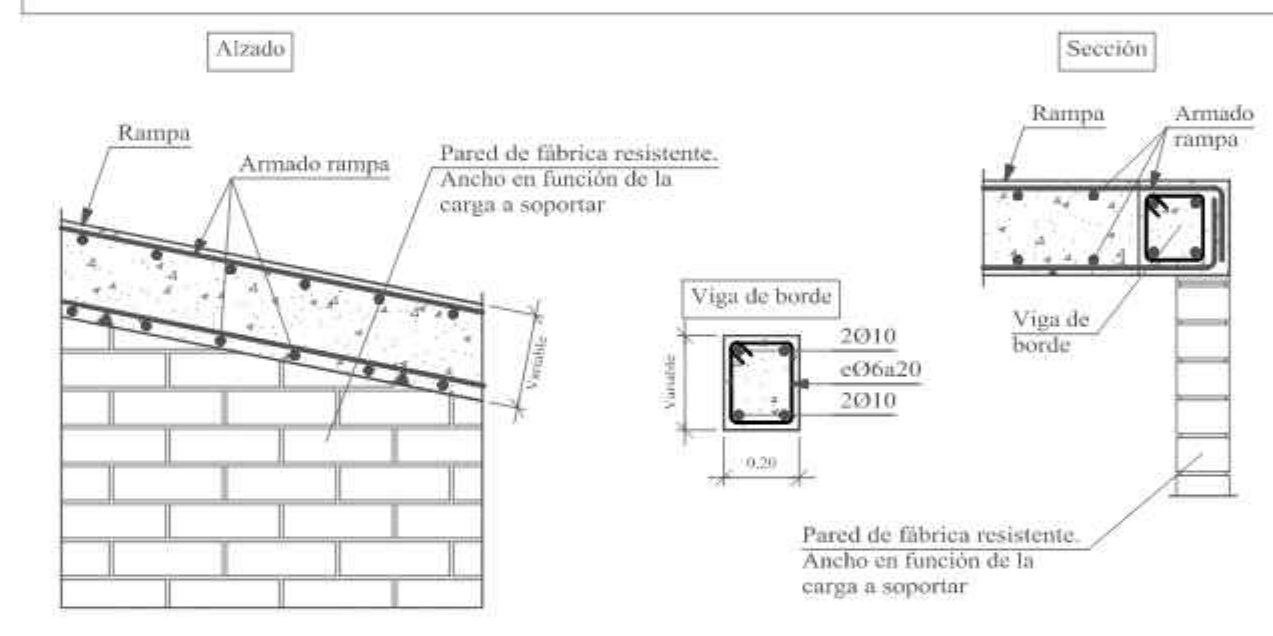 Alzado
Sección
Rampa
Armado rampa
Pared de fábrica resistente.
Ancho en función de la
carga a soportar
Variable
Viga de borde
Variable
2Ø10
eØ6a20
2Ø10
0,20
Rampa
Armado
rampa
Viga de
borde
Pared de fábrica resistente.
Ancho en función de la
carga a soportar